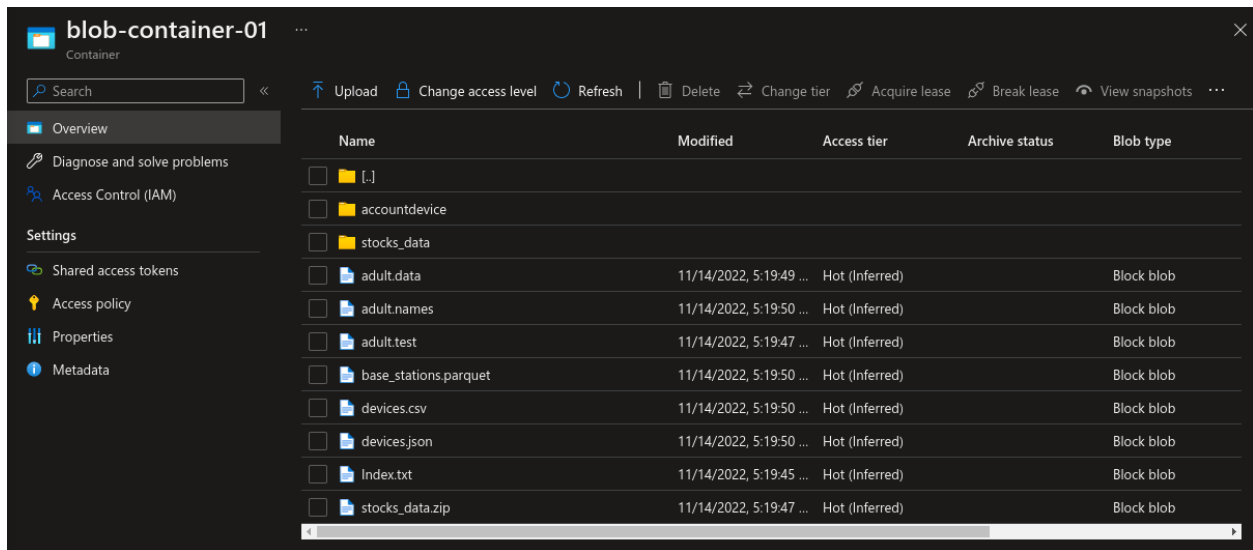 blob-container-01 ...
Container
Search «
Overview
Diagnose and solve problems
Access Control (IAM)
Settings
Shared access tokens
Access policy
Properties
Metadata
Upload Change access level Refresh | Delete Change tier Acquire lease Break lease View snapshots ...
Name Modified Access tier Archive status Blob type
[..]
accountdevice
stocks_data
adult.data 11/14/2022, 5:19:49 ... Hot (Inferred) Block blob
adult.names 11/14/2022, 5:19:50 ... Hot (Inferred) Block blob
adult.test 11/14/2022, 5:19:47 ... Hot (Inferred) Block blob
base_stations.parquet 11/14/2022, 5:19:50 ... Hot (Inferred) Block blob
devices.csv 11/14/2022, 5:19:50 ... Hot (Inferred) Block blob
devices.json 11/14/2022, 5:19:50 ... Hot (Inferred) Block blob
Index.txt 11/14/2022, 5:19:45 ... Hot (Inferred) Block blob
stocks_data.zip 11/14/2022, 5:19:47 ... Hot (Inferred) Block blob